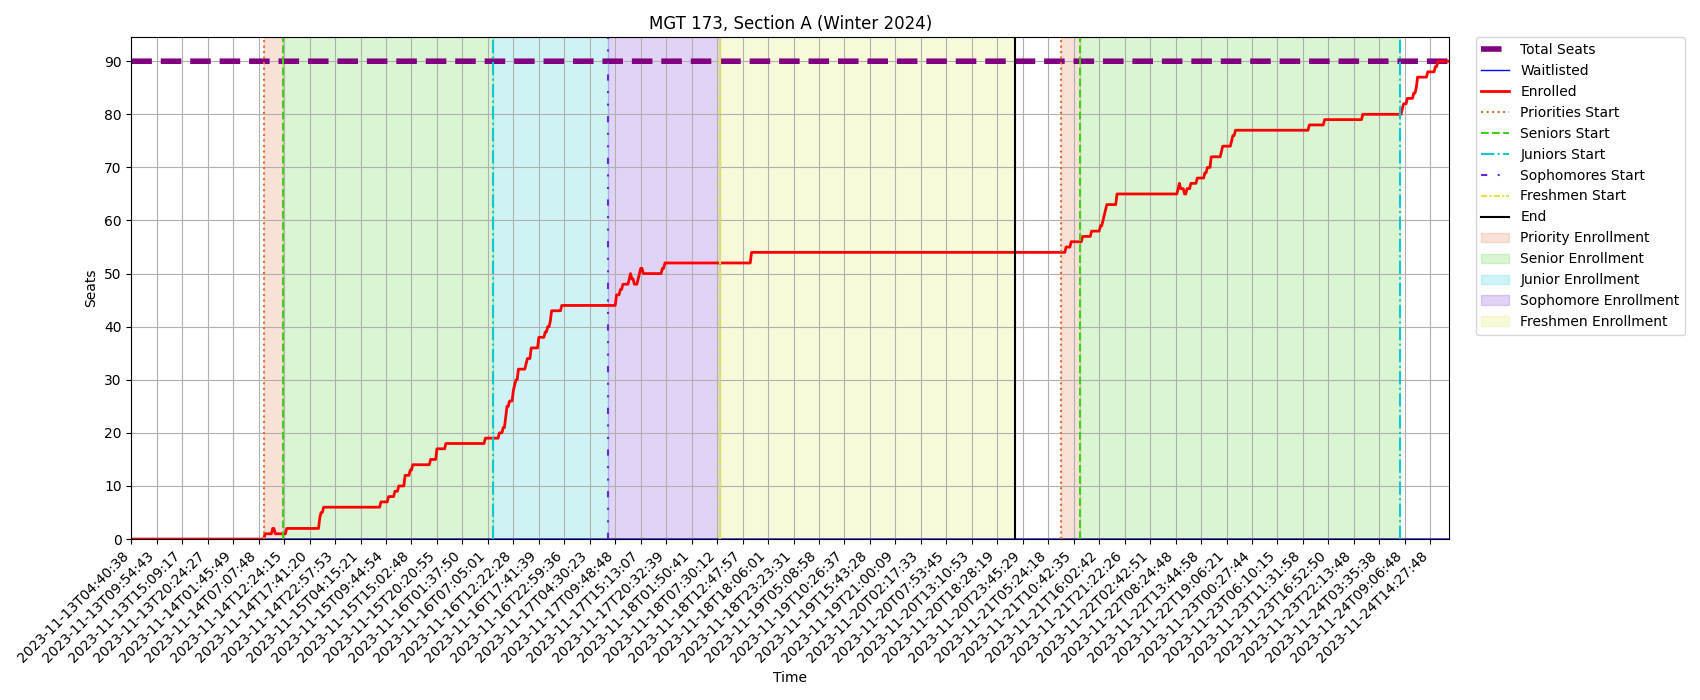 MGT 173, Section A (Winter 2024)
Seats
90
80
70
60
50
40
30
20
10
0
2023-11-13T04:40:38
2023-11-13T09:54:43
2023-11-13T15:09:17
2023-11-13T20:24:27
2023-11-14T01:45:49
2023-11-14T07:07:48
2023-11-14T12:24:15
2023-11-14T17:41:20
2023-11-14T22:57:53
2023-11-15T04:15:21
2023-11-15T09:44:54
2023-11-15T15:02:48
2023-11-15T20:20:55
2023-11-16T01:37:50
2023-11-16T07:05:01
2023-11-16T12:22:28
2023-11-16T17:41:39
2023-11-16T22:59:36
2023-11-17T04:30:23
2023-11-17T09:48:48
2023-11-17T15:13:07
2023-11-17T20:32:39
2023-11-18T01:50:41
2023-11-18T07:30:12
2023-11-18T12:47:57
2023-11-18T18:06:01
2023-11-18T23:23:31
2023-11-19T05:08:58
2023-11-19T10:26:37
2023-11-19T15:43:28
2023-11-19T21:00:09
2023-11-20T02:17:33
2023-11-20T07:53:45
2023-11-20T13:10:53
2023-11-20T18:28:19
2023-11-20T23:45:29
2023-11-21T05:24:18
2023-11-21T10:42:35
2023-11-21T16:02:42
2023-11-21T21:22:26
2023-11-22T02:42:51
2023-11-22T08:24:48
2023-11-22T13:44:58
2023-11-22T19:06:21
2023-11-23T00:27:44
2023-11-23T06:10:15
2023-11-23T11:31:58
2023-11-23T16:52:50
2023-11-23T22:13:48
2023-11-24T03:35:38
2023-11-24T09:06:48
2023-11-24T14:27:48
Time
Total Seats
Waitlisted
Enrolled
Priorities Start
Seniors Start
Juniors Start
Sophomores Start
Freshmen Start
End
Priority Enrollment
Senior Enrollment
Junior Enrollment
Sophomore Enrollment
Freshmen Enrollment